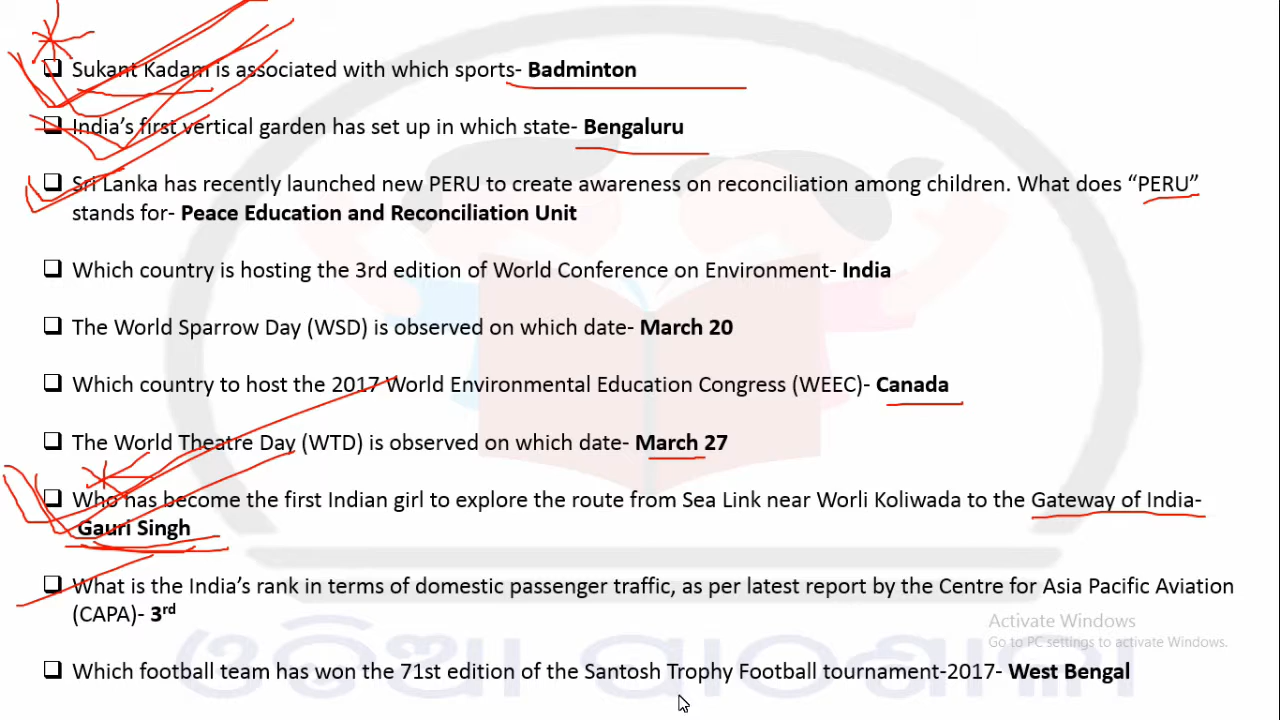 Sukant Kadam is associated with which sports- Badminton
India's first vertical garden has set up in which state- Bengaluru
Sri Lanka has recently launched new PERU to create awareness on reconciliation among children. What does “PERU”
stands for- Peace Education and Reconciliation Unit
Which country is hosting the 3rd edition of World Conference on Environment- India
The World Sparrow Day (WSD) is observed on which date- March 20
Which country to host the 2017 World Environmental Education Congress (WEEC)- Canada
The World Theatre Day (WTD) is observed on which date- March 27
Who has become the first Indian girl to explore the route from Sea Link near Worli Koliwada to the Gateway of India-
Gauri Singh
What is the India's rank in terms of domestic passenger traffic, as per latest report by the Centre for Asia Pacific Aviation
(CAPA)- 3rd
Activate Windows
Go to PC settings to activate Windows.
ଓଡ଼ିଆ ପାଠଶାଳା
Which football team has won the 71st edition of the Santosh Trophy Football tournament-2017- West Bengal